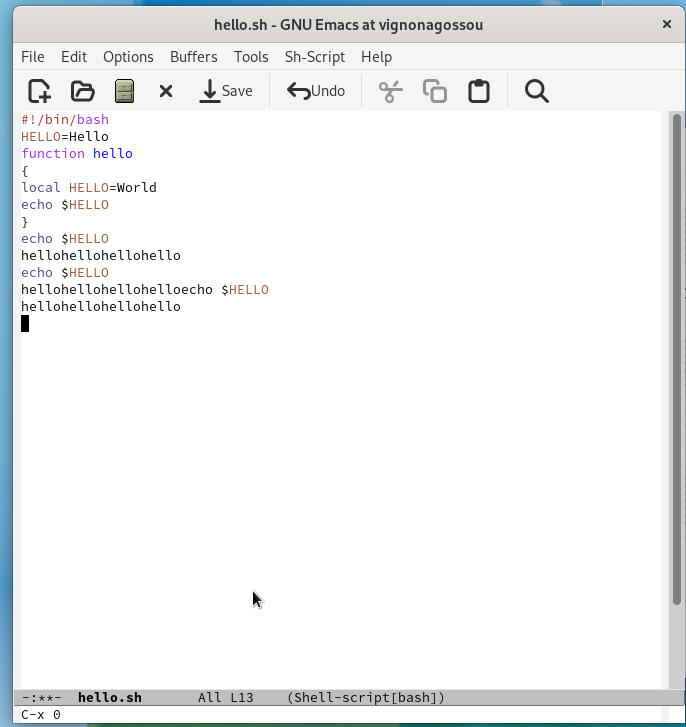 hello.sh - GNU Emacs at vignonagossou
File Edit Options Buffers Tools Sh-Script Help
Save Undo
#!/bin/bash
HELLO=Hello
function hello
{
local HELLO=World
echo $HELLO
}
echo $HELLO
hellohellohellohello
echo $HELLO
hellohellohellohelloecho $HELLO
hellohellohellohello
-:**- hello.sh All L13 (Shell-script[bash])
C-x 0